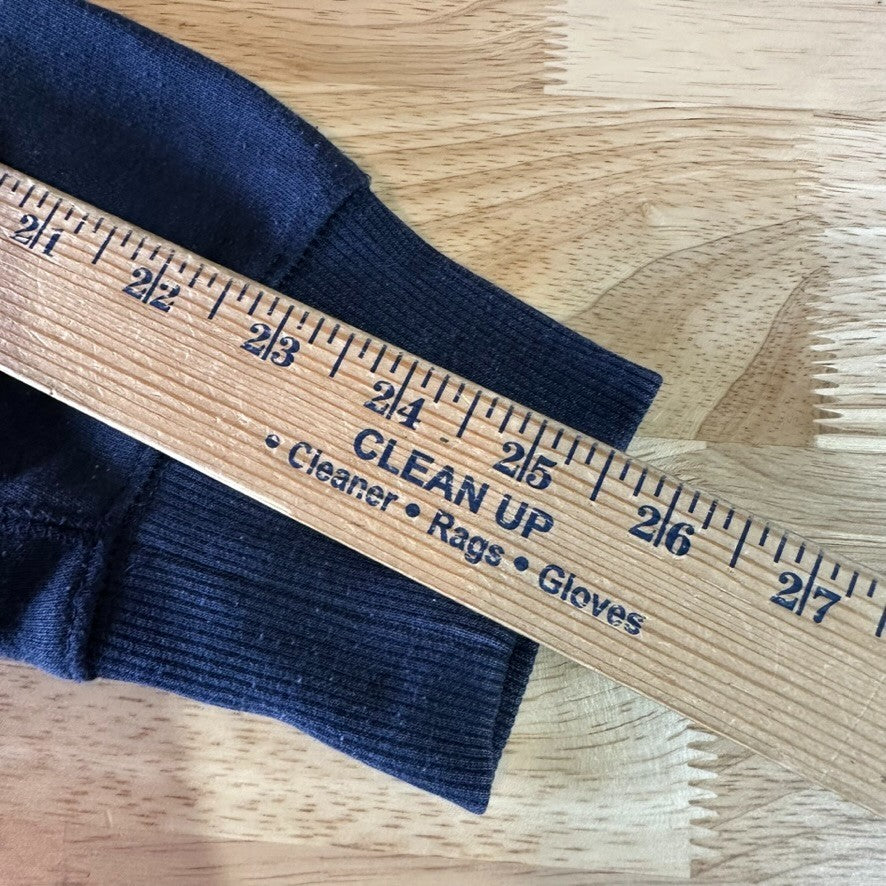 21 22 23 24 25 26 27
CLEAN UP
• Cleaner • Rags • Gloves